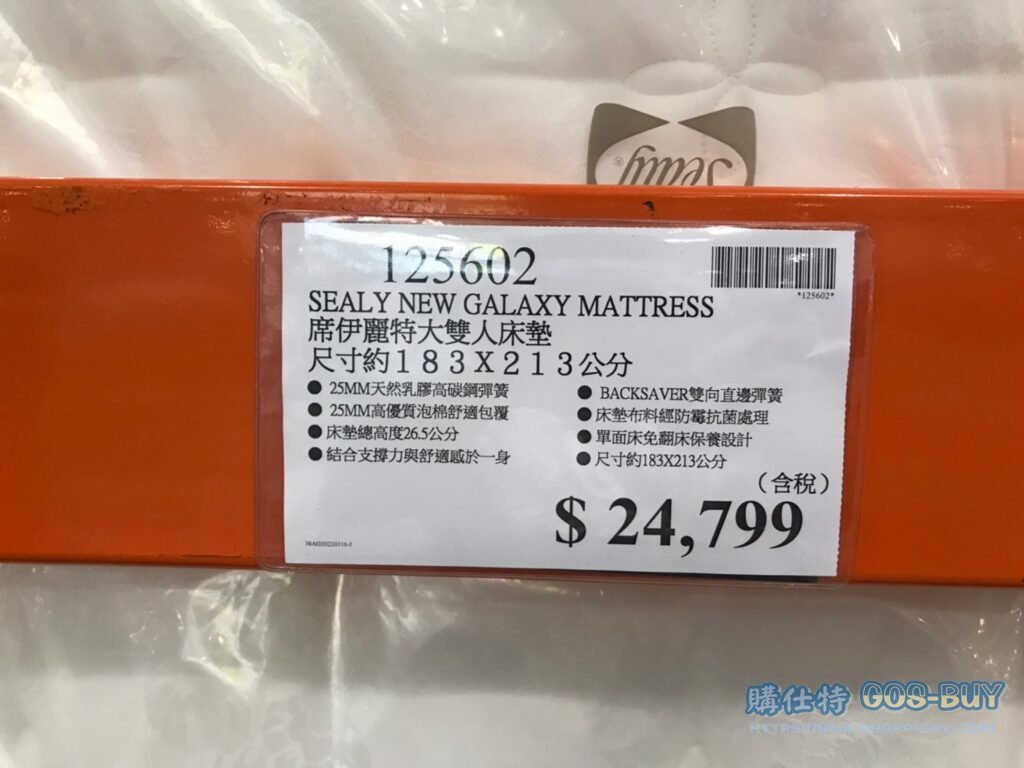 Sealy®
125602
*125602*
SEALY NEW GALAXY MATTRESS
席伊麗特大雙人床墊
尺寸約１８３Ｘ２１３公分
● 25MM天然乳膠高碳鋼彈簧
● 25MM高優質泡棉舒適包覆
● 床墊總高度26.5公分
● 結合支撐力與舒適感於一身
● BACKSAVER雙向直邊彈簧
● 床墊布料經防霉抗菌處理
● 單面床免翻床保養設計
● 尺寸約183X213公分
（含稅）
$ 24,799
購仕特 GOS-BUY